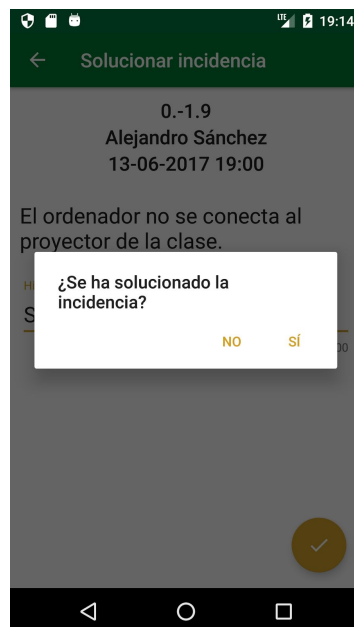 LTE 19:14
Solucionar incidencia
0.-1.9
Alejandro Sánchez
13-06-2017 19:00
El ordenador no se conecta al
proyector de la clase.
¿Se ha solucionado la
incidencia?
NO SÍ